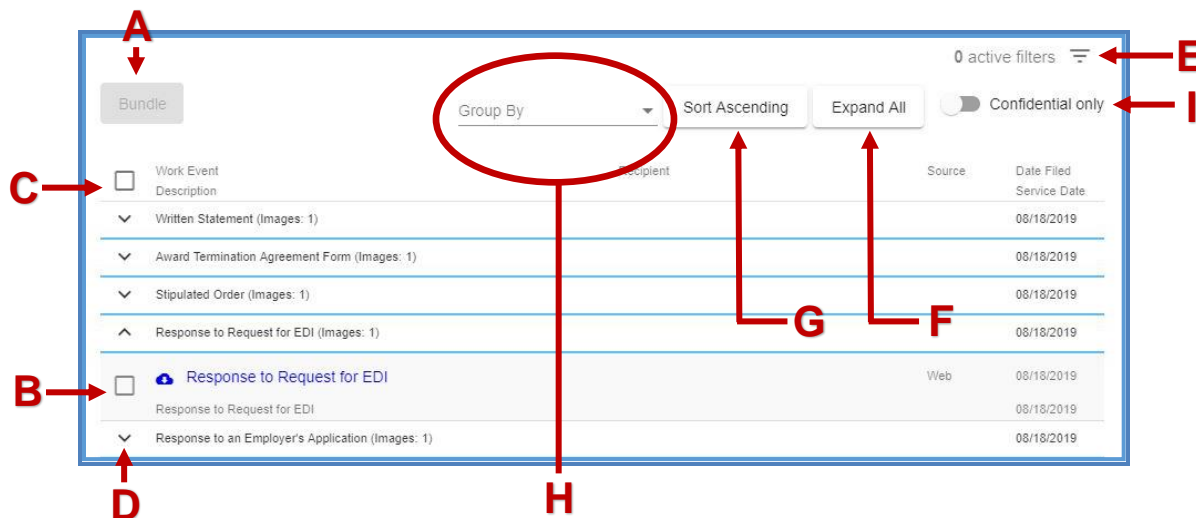 A
0 active filters
E
Bundle
Group By
Sort Ascending
Expand All
Confidential only
I
C
Work Event
Recipient
Source
Date Filed
Description
Service Date
Written Statement (Images: 1)
08/18/2019
Award Termination Agreement Form (Images: 1)
08/18/2019
Stipulated Order (Images: 1)
08/18/2019
G
F
Response to Request for EDI (Images: 1)
08/18/2019
B
Response to Request for EDI
Web
08/18/2019
Response to Request for EDI
08/18/2019
Response to an Employer's Application (Images: 1)
08/18/2019
D
H